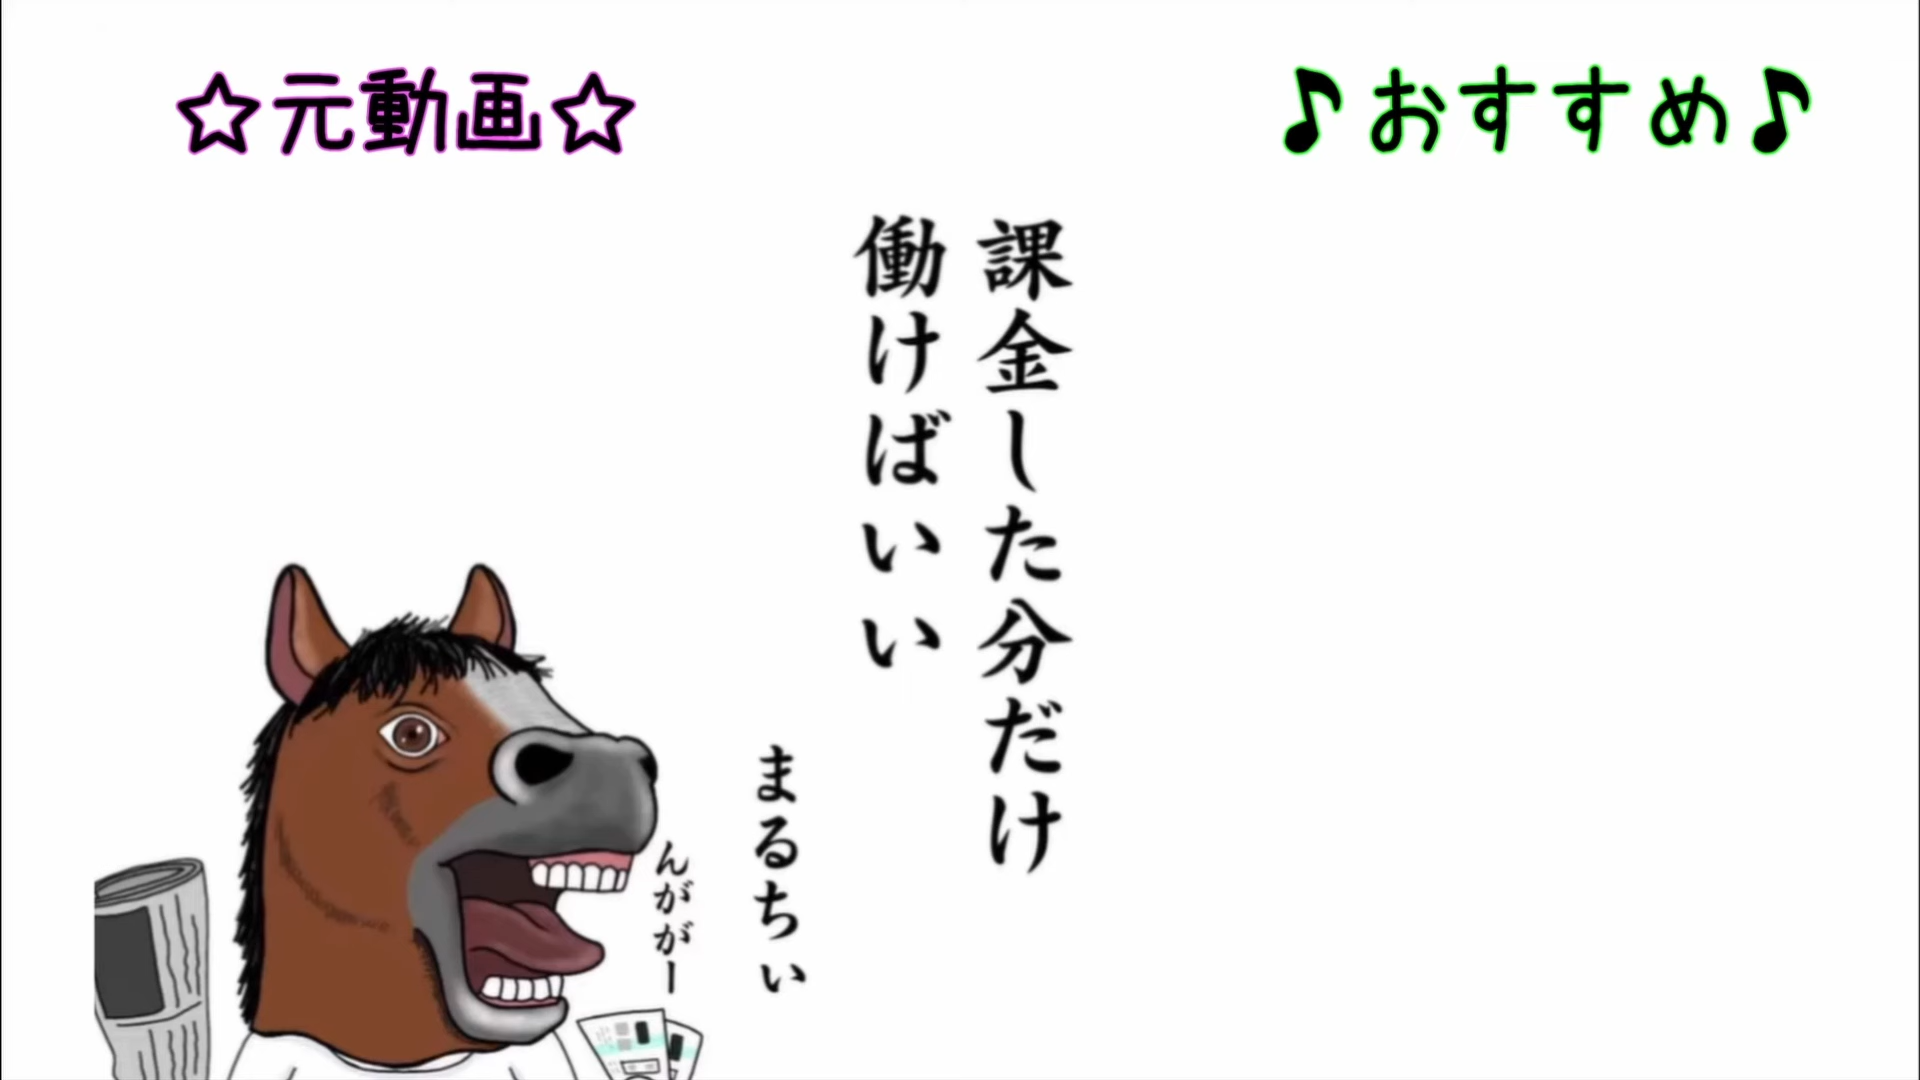 ☆元動画☆
♪おすすめ♪
課金した分だけ
働けばいい
まるちぃ
んががー